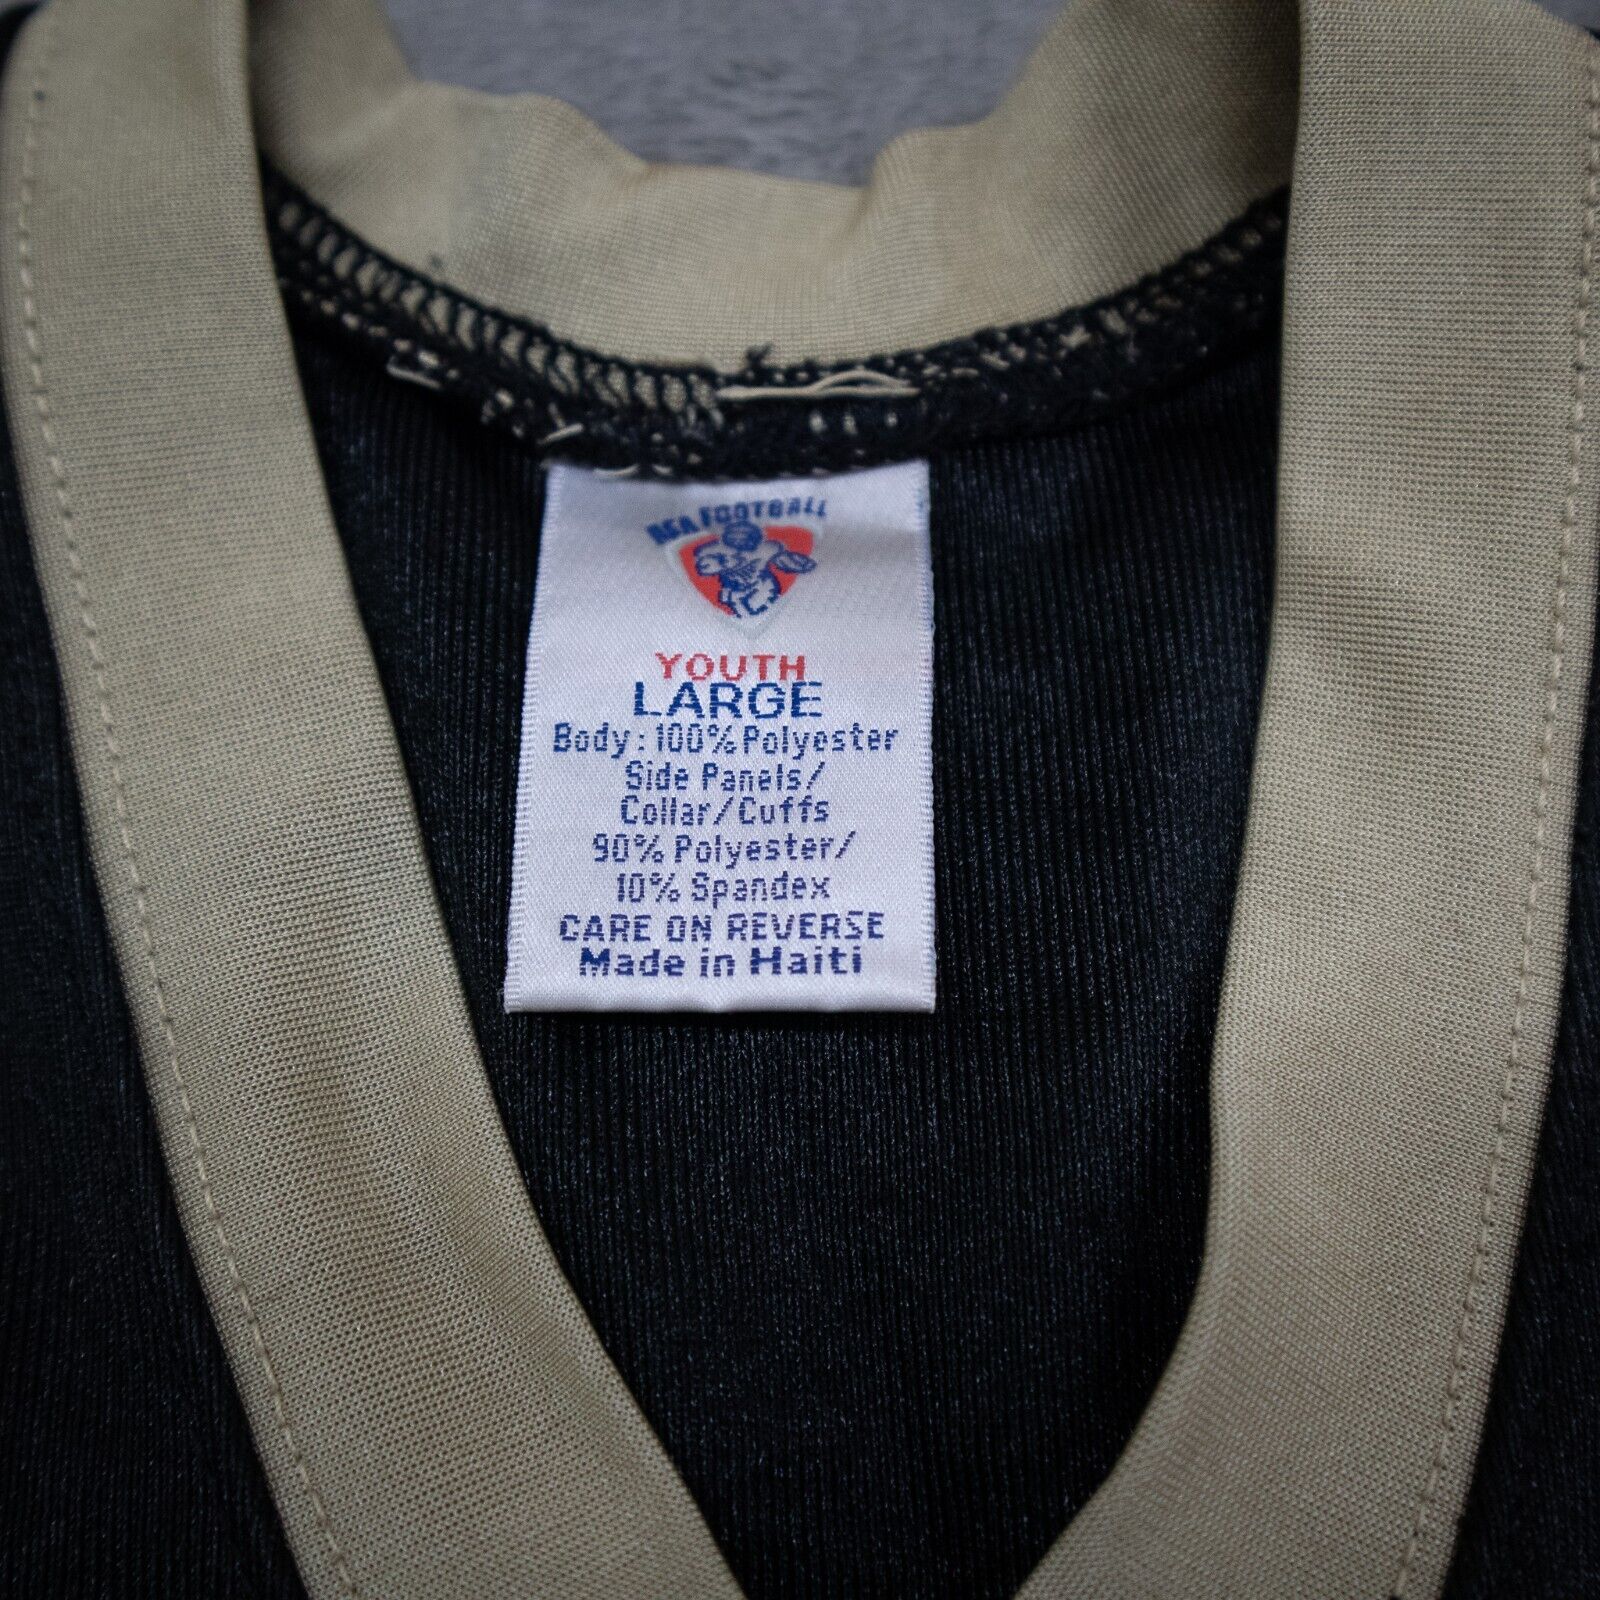 FOOTBALL
YOUTH
LARGE
Body: 100% Polyester
Side Panels/
Collar/Cuffs
90% Polyester/
10% Spandex
CARE ON REVERSE
Made in Haiti